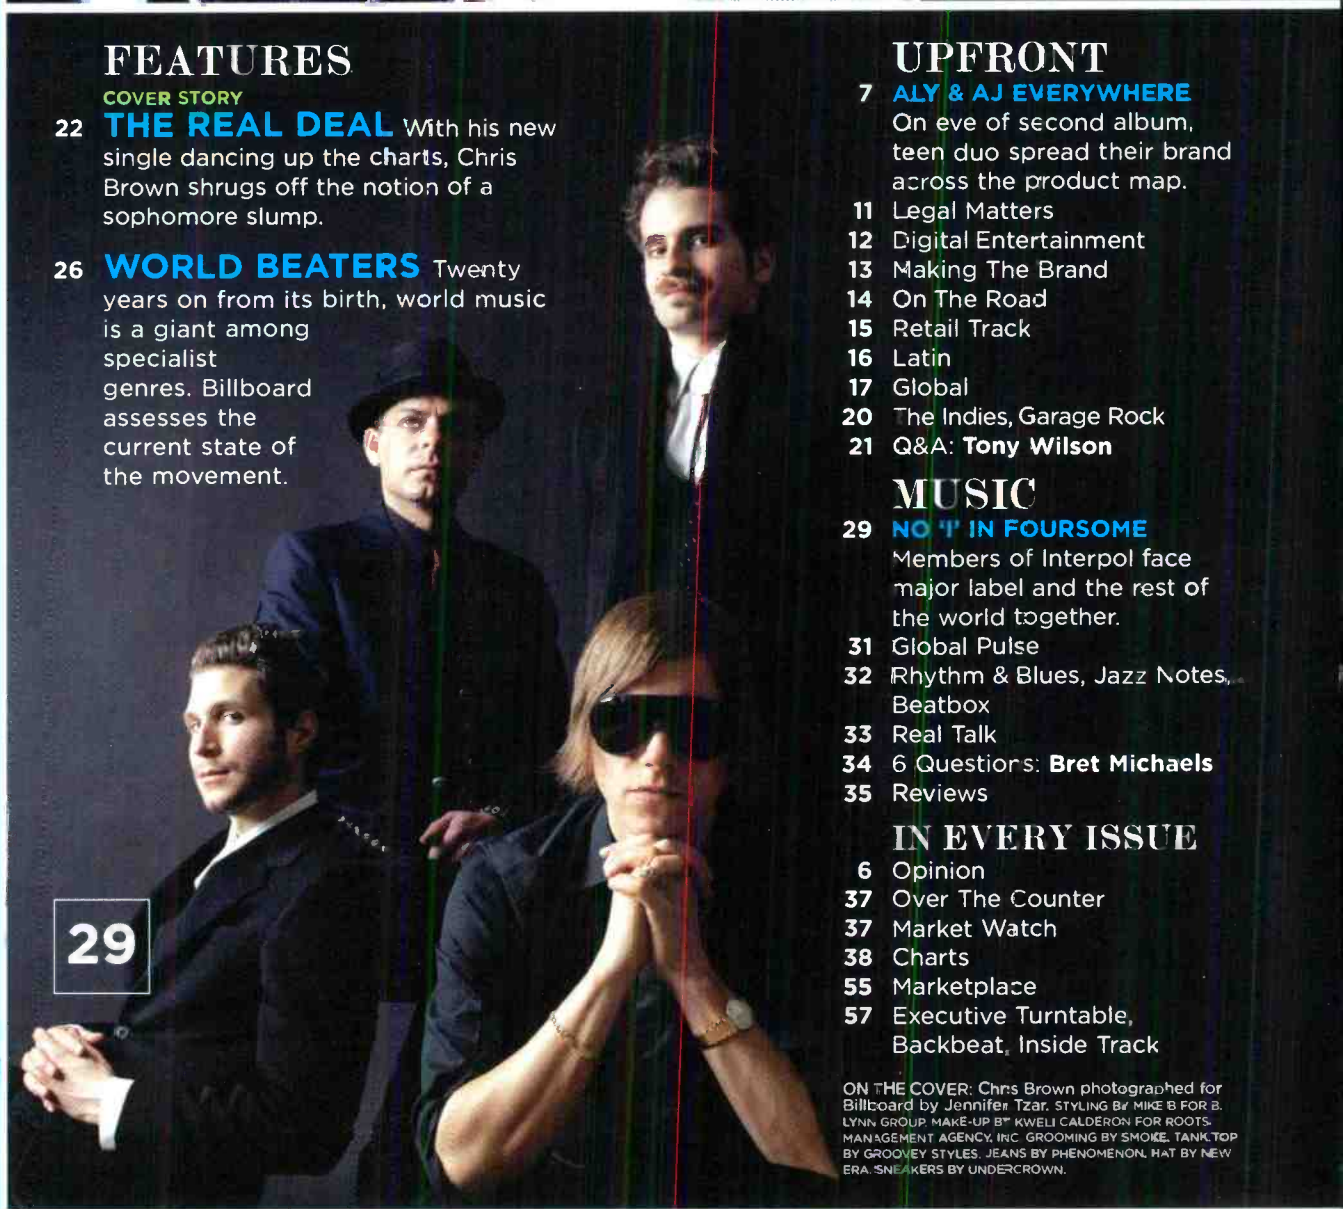 FEATURES
COVER STORY
22 THE REAL DEAL With his new
single dancing up the charts, Chris
Brown shrugs off the notion of a
sophomore slump.
26 WORLD BEATERS Twenty
years on from its birth, world music
is a giant among
specialist
genres. Billboard
assesses the
current state of
the movement.
29
UPFRONT
7 ALY & AJ EVERYWHERE
On eve of second album,
teen duo spread their brand
across the product map.
11 Legal Matters
12 Digital Entertainment
13 Making The Brand
14 On The Road
15 Retail Track
16 Latin
17 Global
20 The Indies, Garage Rock
21 Q&A: Tony Wilson
MUSIC
29 NO 'I' IN FOURSOME
Members of Interpol face
major label and the rest of
the world together.
31 Global Pulse
32 Rhythm & Blues, Jazz Notes,
Beatbox
33 Real Talk
34 6 Questions: Bret Michaels
35 Reviews
IN EVERY ISSUE
6 Opinion
37 Over The Counter
37 Market Watch
38 Charts
55 Marketplace
57 Executive Turntable,
Backbeat, Inside Track
ON THE COVER: Chris Brown photographed for
Billboard by Jennifer Tzar. STYLING BY MIKE B FOR B.
LYNN GROUP. MAKE-UP BY KWELI CALDERON FOR ROOTS
MANAGEMENT AGENCY, INC. GROOMING BY SMOKE. TANK TOP
BY GROOVEY STYLES. JEANS BY PHENOMENON. HAT BY NEW
ERA. SNEAKERS BY UNDERCROWN.